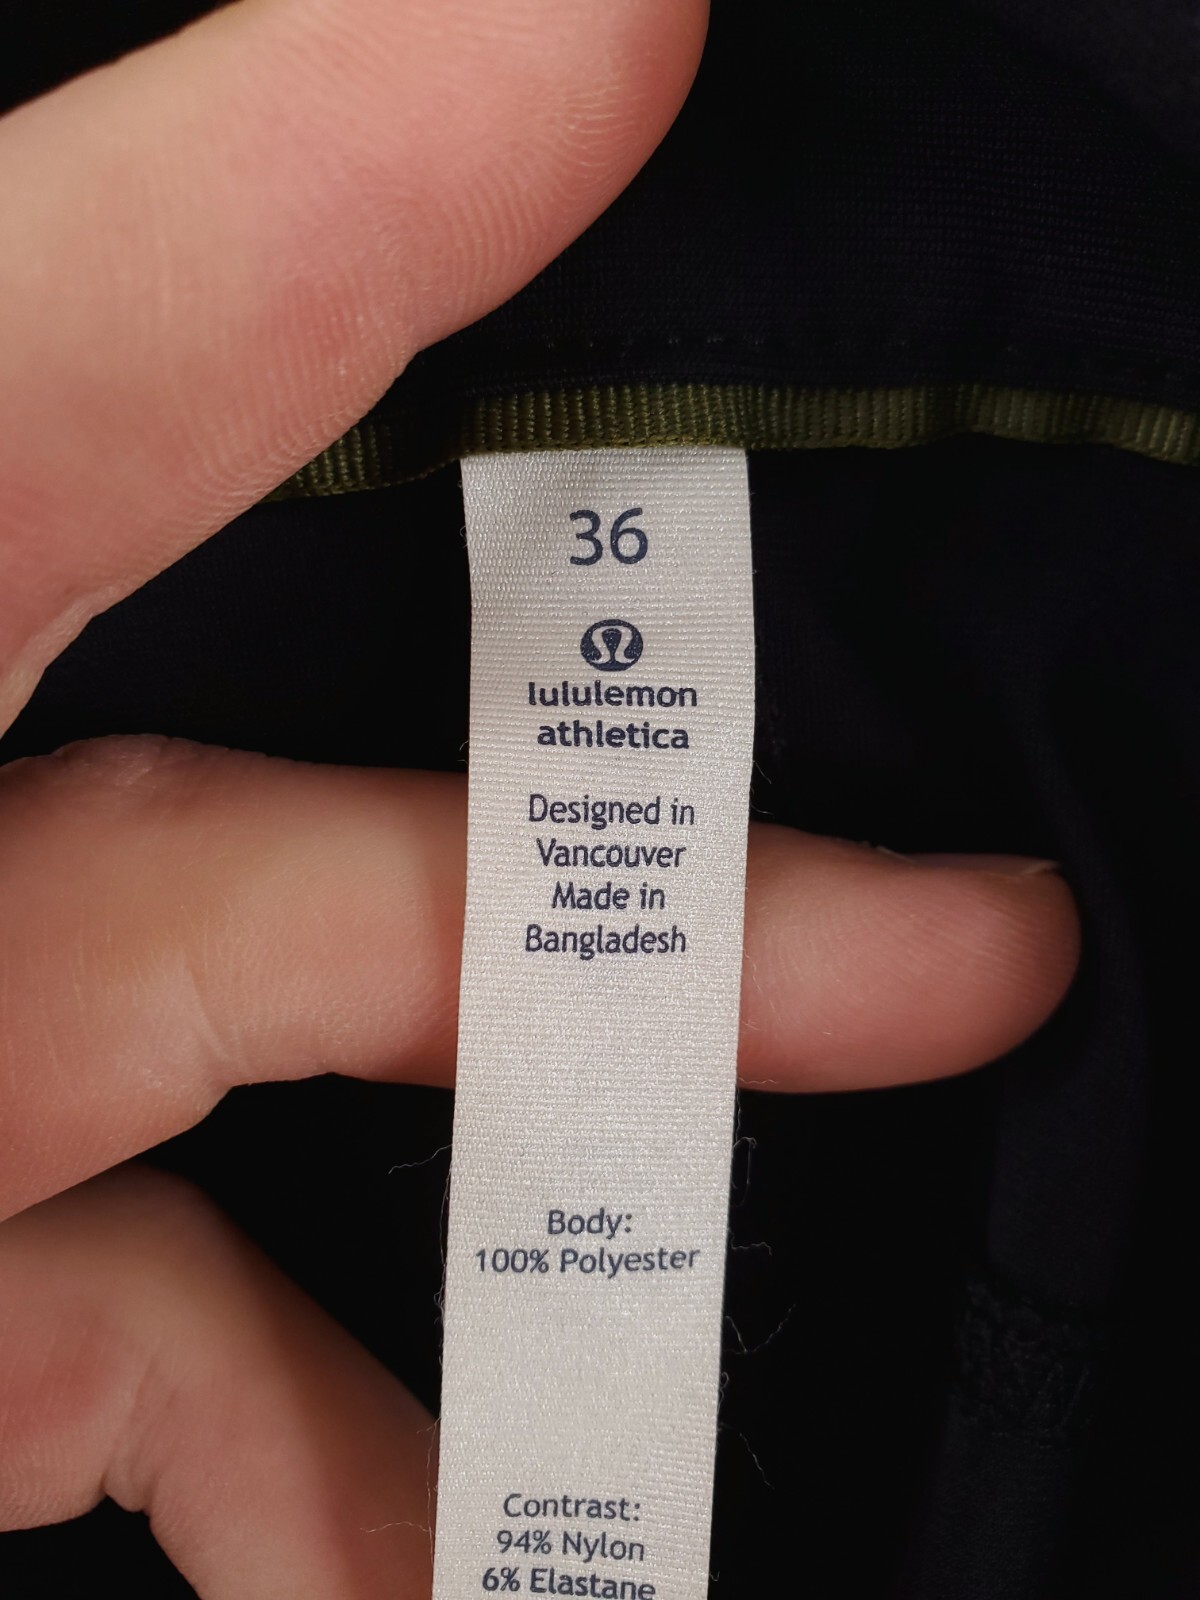 36
lululemon
athletica
Designed in
Vancouver
Made in
Bangladesh
Body:
100% Polyester
Contrast:
94% Nylon
6% Elastane